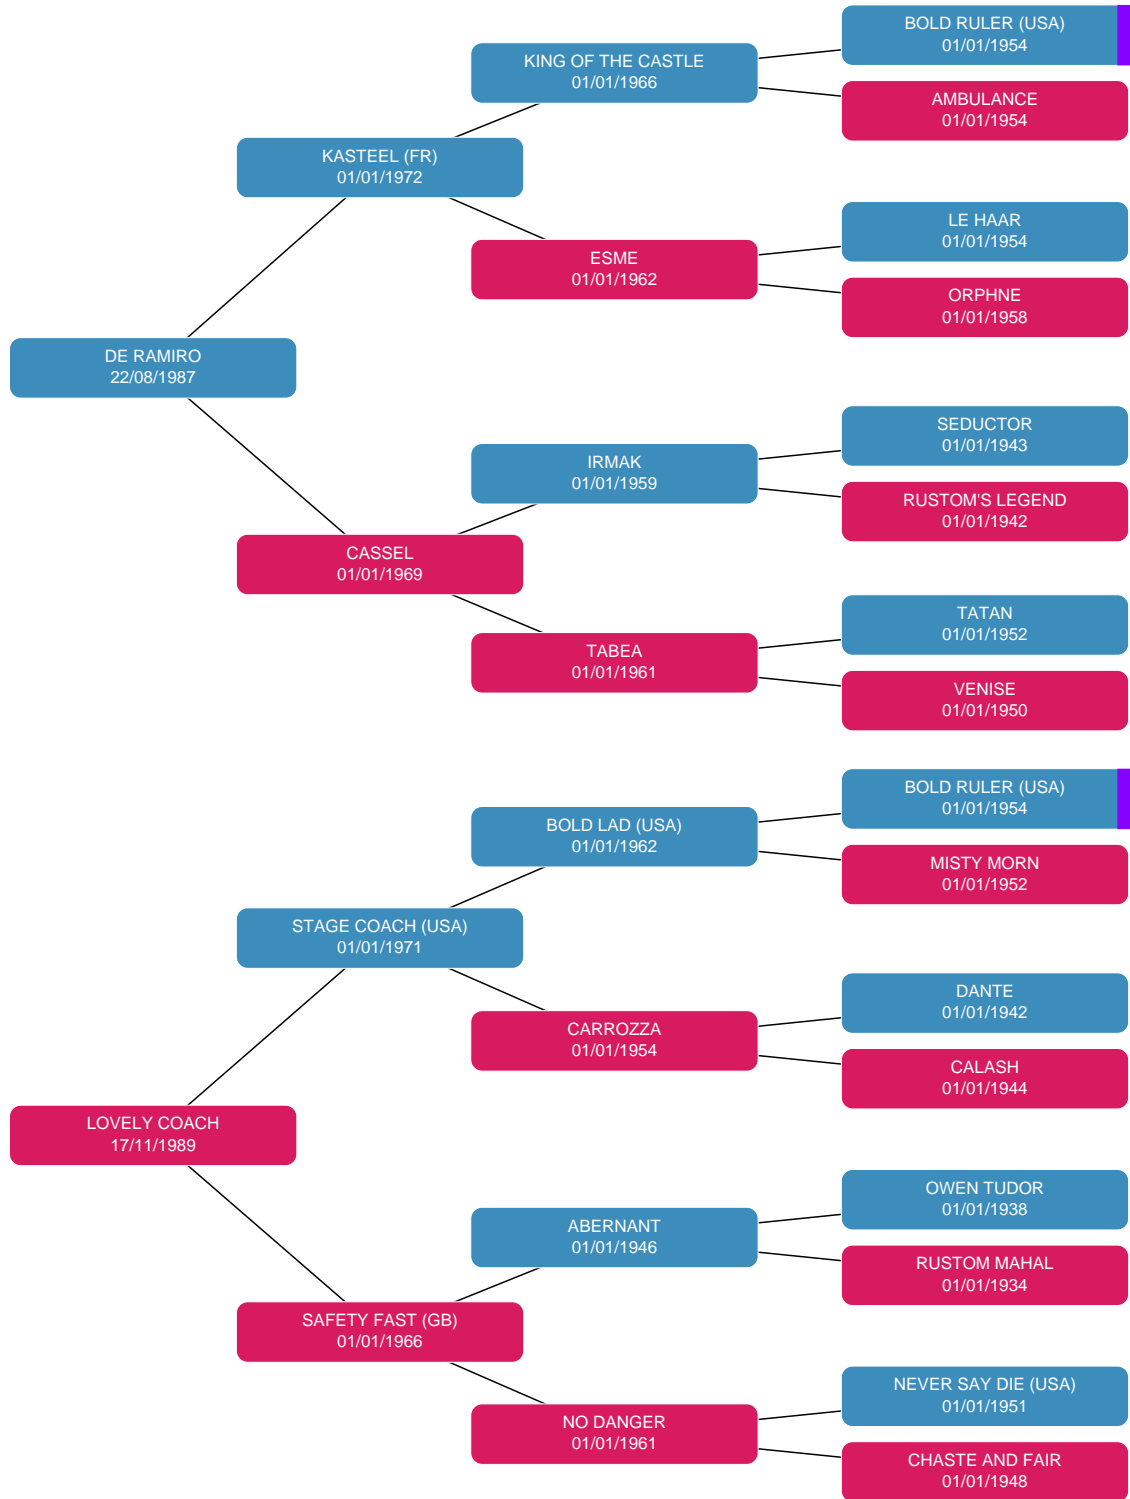 BOLD RULER (USA)
01/01/1954
KING OF THE CASTLE
01/01/1966
AMBULANCE
01/01/1954
KASTEEL (FR)
01/01/1972
LE HAAR
01/01/1954
ESME
01/01/1962
ORPHNE
01/01/1958
DE RAMIRO
22/08/1987
SEDUCTOR
01/01/1943
IRMAK
01/01/1959
RUSTOM'S LEGEND
01/01/1942
CASSEL
01/01/1969
TATAN
01/01/1952
TABEA
01/01/1961
VENISE
01/01/1950
BOLD RULER (USA)
01/01/1954
BOLD LAD (USA)
01/01/1962
MISTY MORN
01/01/1952
STAGE COACH (USA)
01/01/1971
DANTE
01/01/1942
CARROZZA
01/01/1954
CALASH
01/01/1944
LOVELY COACH
17/11/1989
OWEN TUDOR
01/01/1938
ABERNANT
01/01/1946
RUSTOM MAHAL
01/01/1934
SAFETY FAST (GB)
01/01/1966
NEVER SAY DIE (USA)
01/01/1951
NO DANGER
01/01/1961
CHASTE AND FAIR
01/01/1948